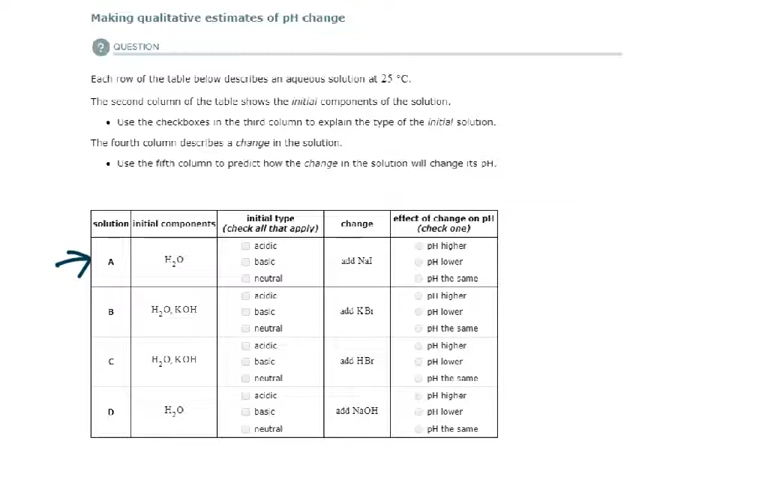 Making qualitative estimates of pH change
? QUESTION
Each row of the table below describes an aqueous solution at 25 °C.
The second column of the table shows the initial components of the solution.
• Use the checkboxes in the third column to explain the type of the initial solution.
The fourth column describes a change in the solution.
• Use the fifth column to predict how the change in the solution will change its pH.
solution initial components initial type (check all that apply) change effect of change on pH (check one)
A H₂O acidic basic neutral add NaI pH higher pH lower pH the same
B H₂O, KOH acidic basic neutral add KBr pH higher pH lower pH the same
C H₂O, KOH acidic basic neutral add HBr pH higher pH lower pH the same
D H₂O acidic basic neutral add NaOH pH higher pH lower pH the same